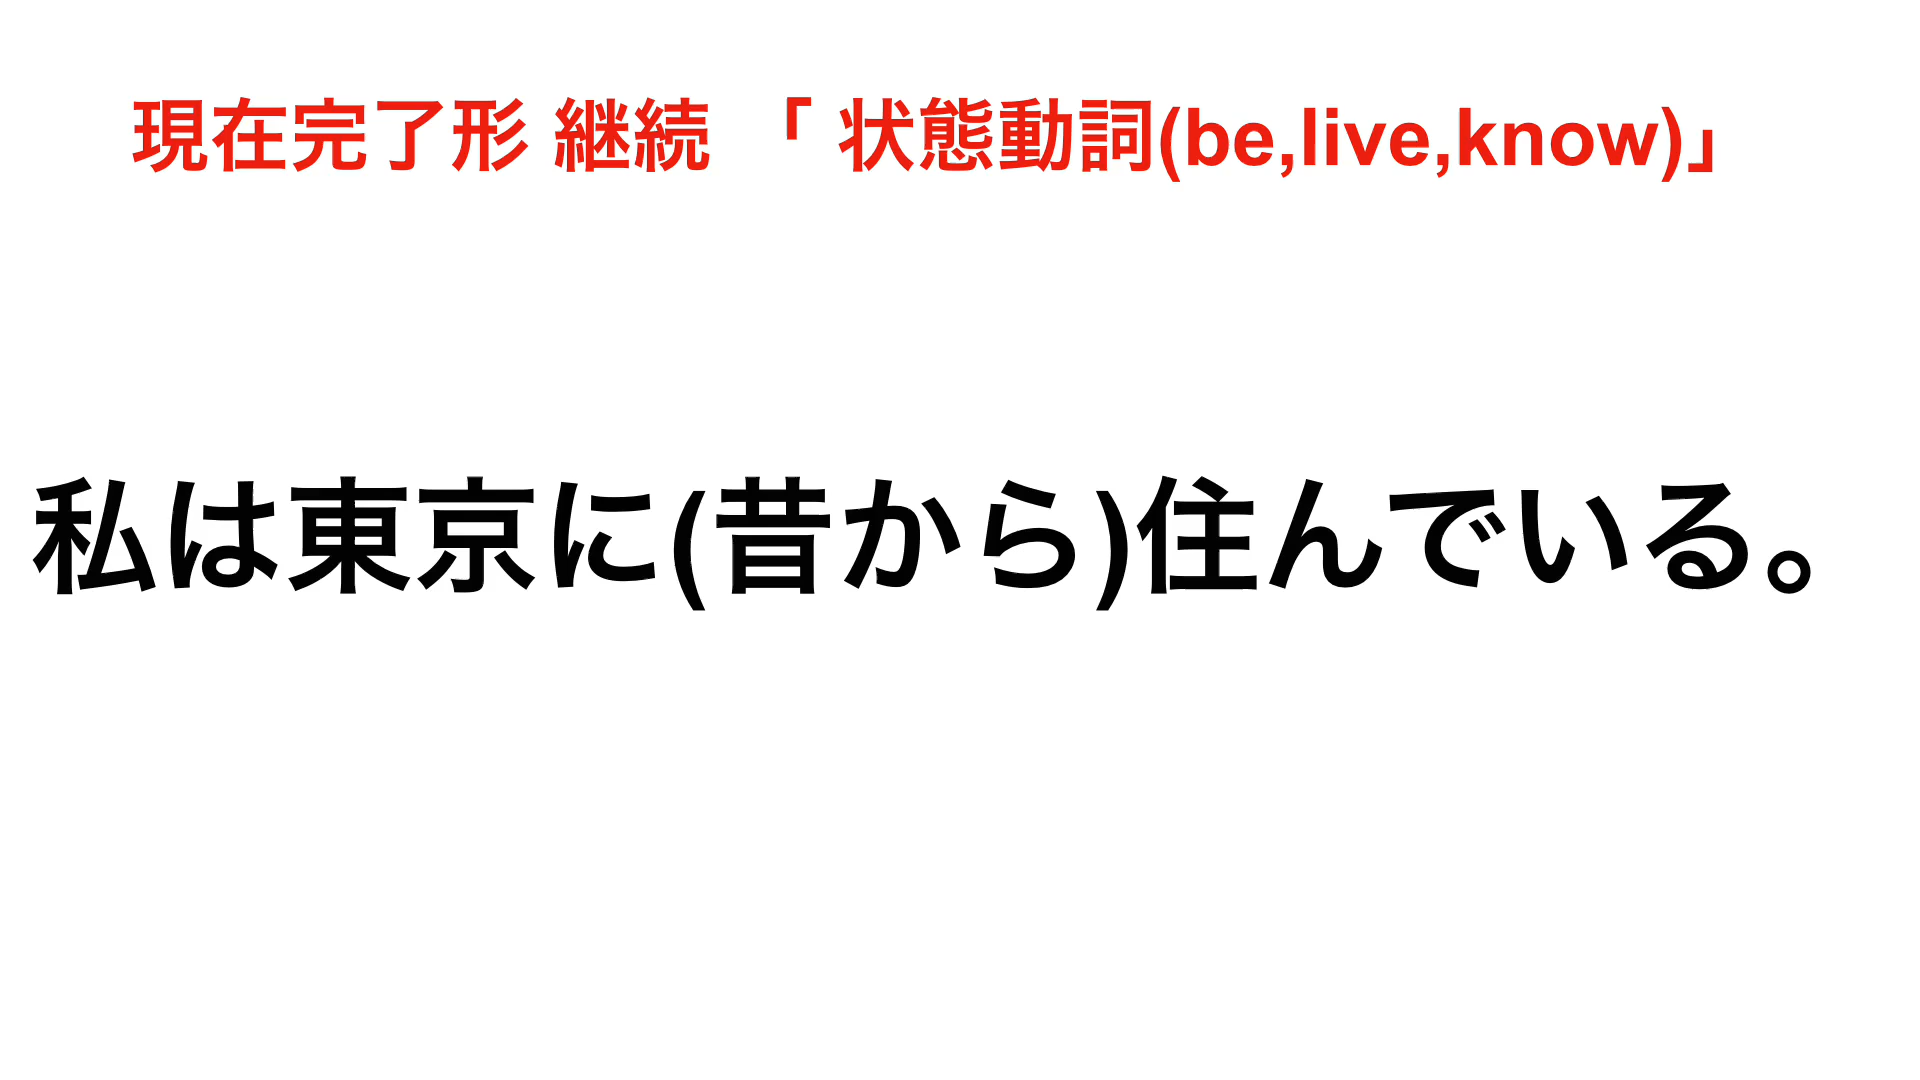 現在完了形 継続 「 状態動詞(be,live,know)」
私は東京に(昔から)住んでいる。